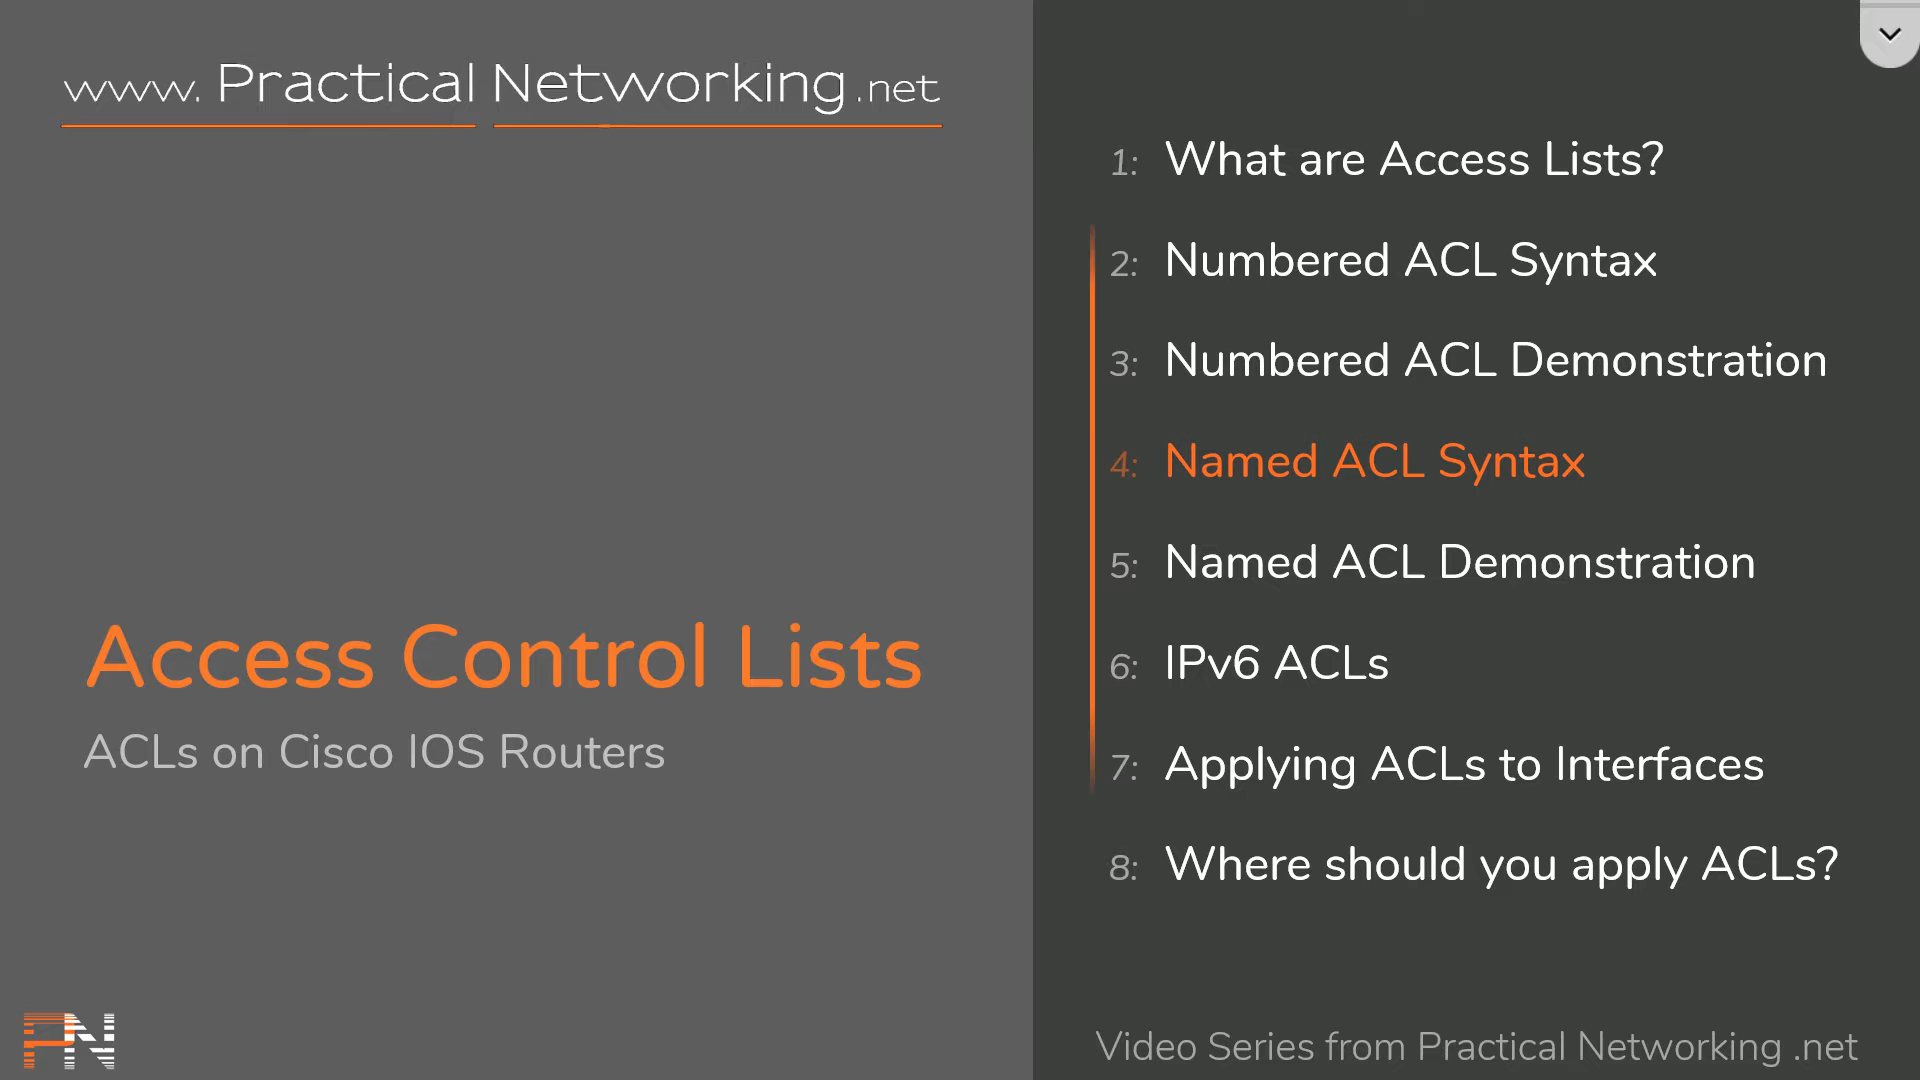 www. Practical Networking .net
Access Control Lists
ACLs on Cisco IOS Routers
PN
1: What are Access Lists?
2: Numbered ACL Syntax
3: Numbered ACL Demonstration
4: Named ACL Syntax
5: Named ACL Demonstration
6: IPv6 ACLs
7: Applying ACLs to Interfaces
8: Where should you apply ACLs?
Video Series from Practical Networking .net